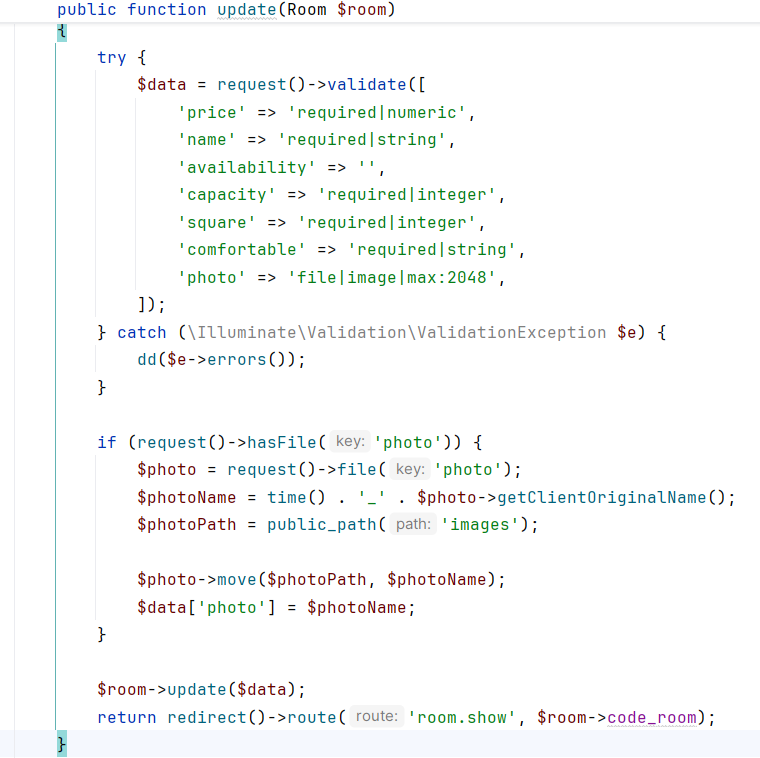 public function update(Room $room)
{
    try {
        $data = request()->validate([
            'price' => 'required|numeric',
            'name' => 'required|string',
            'availability' => '',
            'capacity' => 'required|integer',
            'square' => 'required|integer',
            'comfortable' => 'required|string',
            'photo' => 'file|image|max:2048',
        ]);
    } catch (\Illuminate\Validation\ValidationException $e) {
        dd($e->errors());
    }

    if (request()->hasFile( key: 'photo')) {
        $photo = request()->file( key: 'photo');
        $photoName = time() . '_' . $photo->getClientOriginalName();
        $photoPath = public_path( path: 'images');

        $photo->move($photoPath, $photoName);
        $data['photo'] = $photoName;
    }

    $room->update($data);
    return redirect()->route( route: 'room.show', $room->code_room);
}